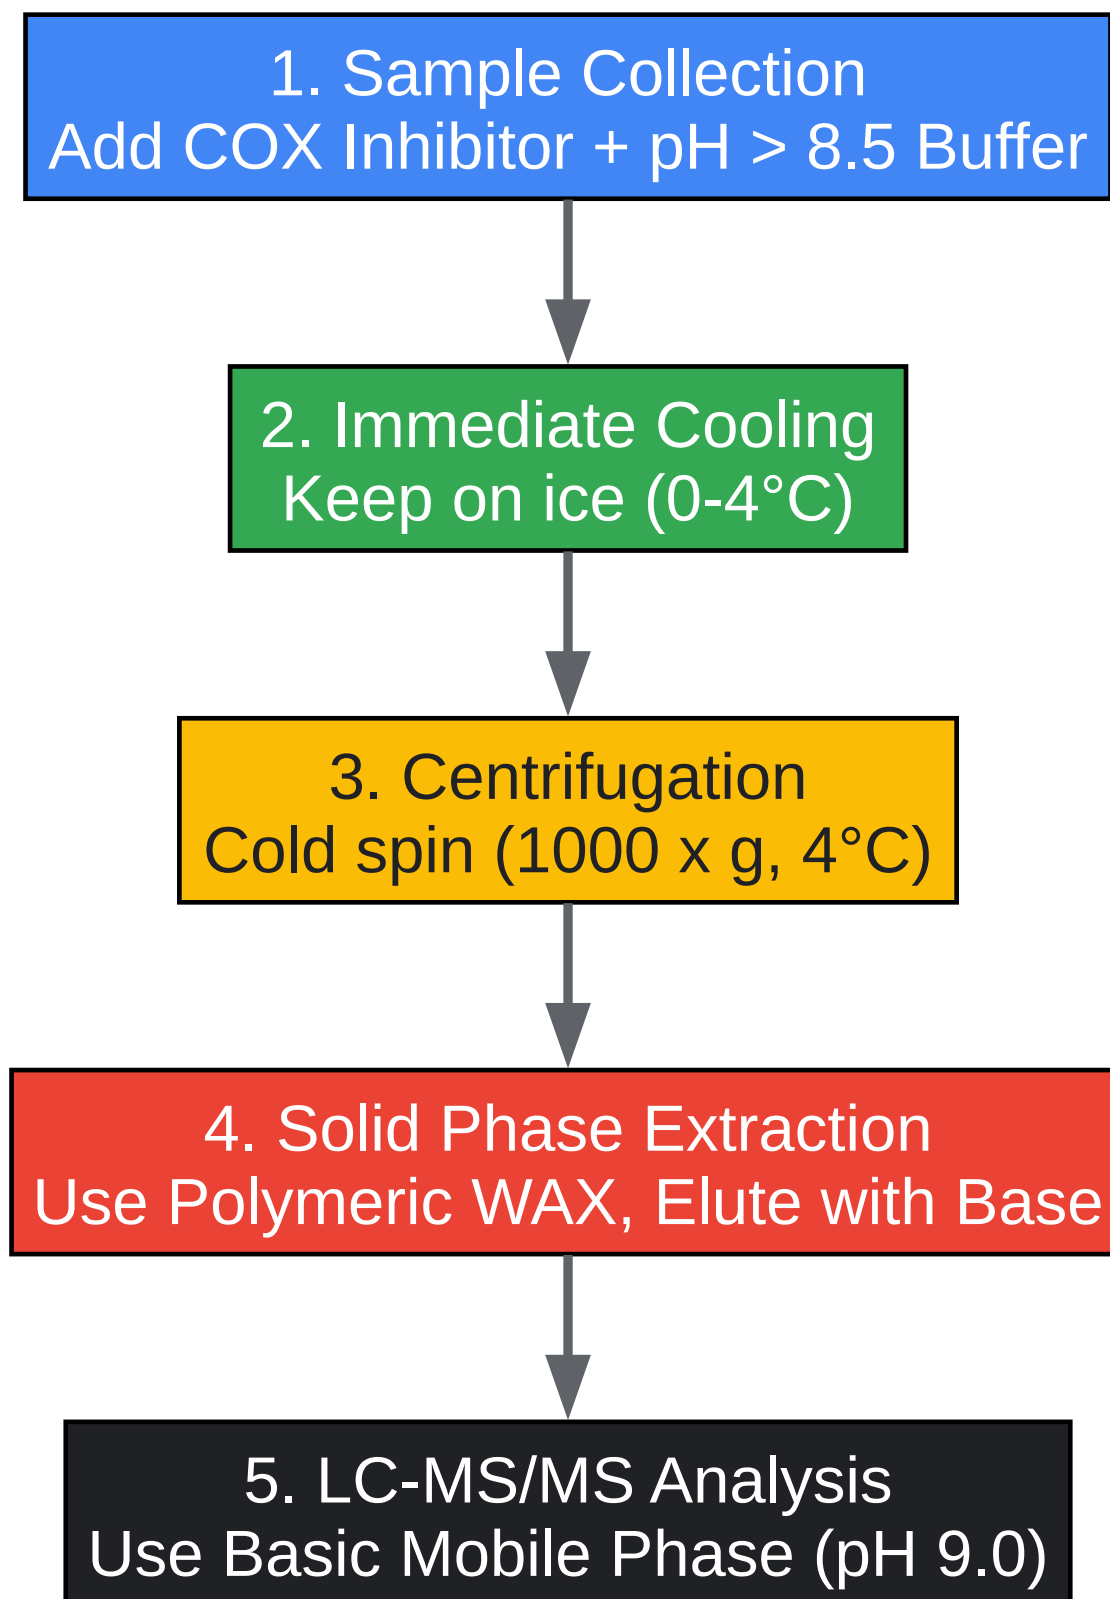 1. Sample Collection
Add COX Inhibitor + pH > 8.5 Buffer
2. Immediate Cooling
Keep on ice (0-4°C)
3. Centrifugation
Cold spin (1000 x g, 4°C)
4. Solid Phase Extraction
Use Polymeric WAX, Elute with Base
5. LC-MS/MS Analysis
Use Basic Mobile Phase (pH 9.0)